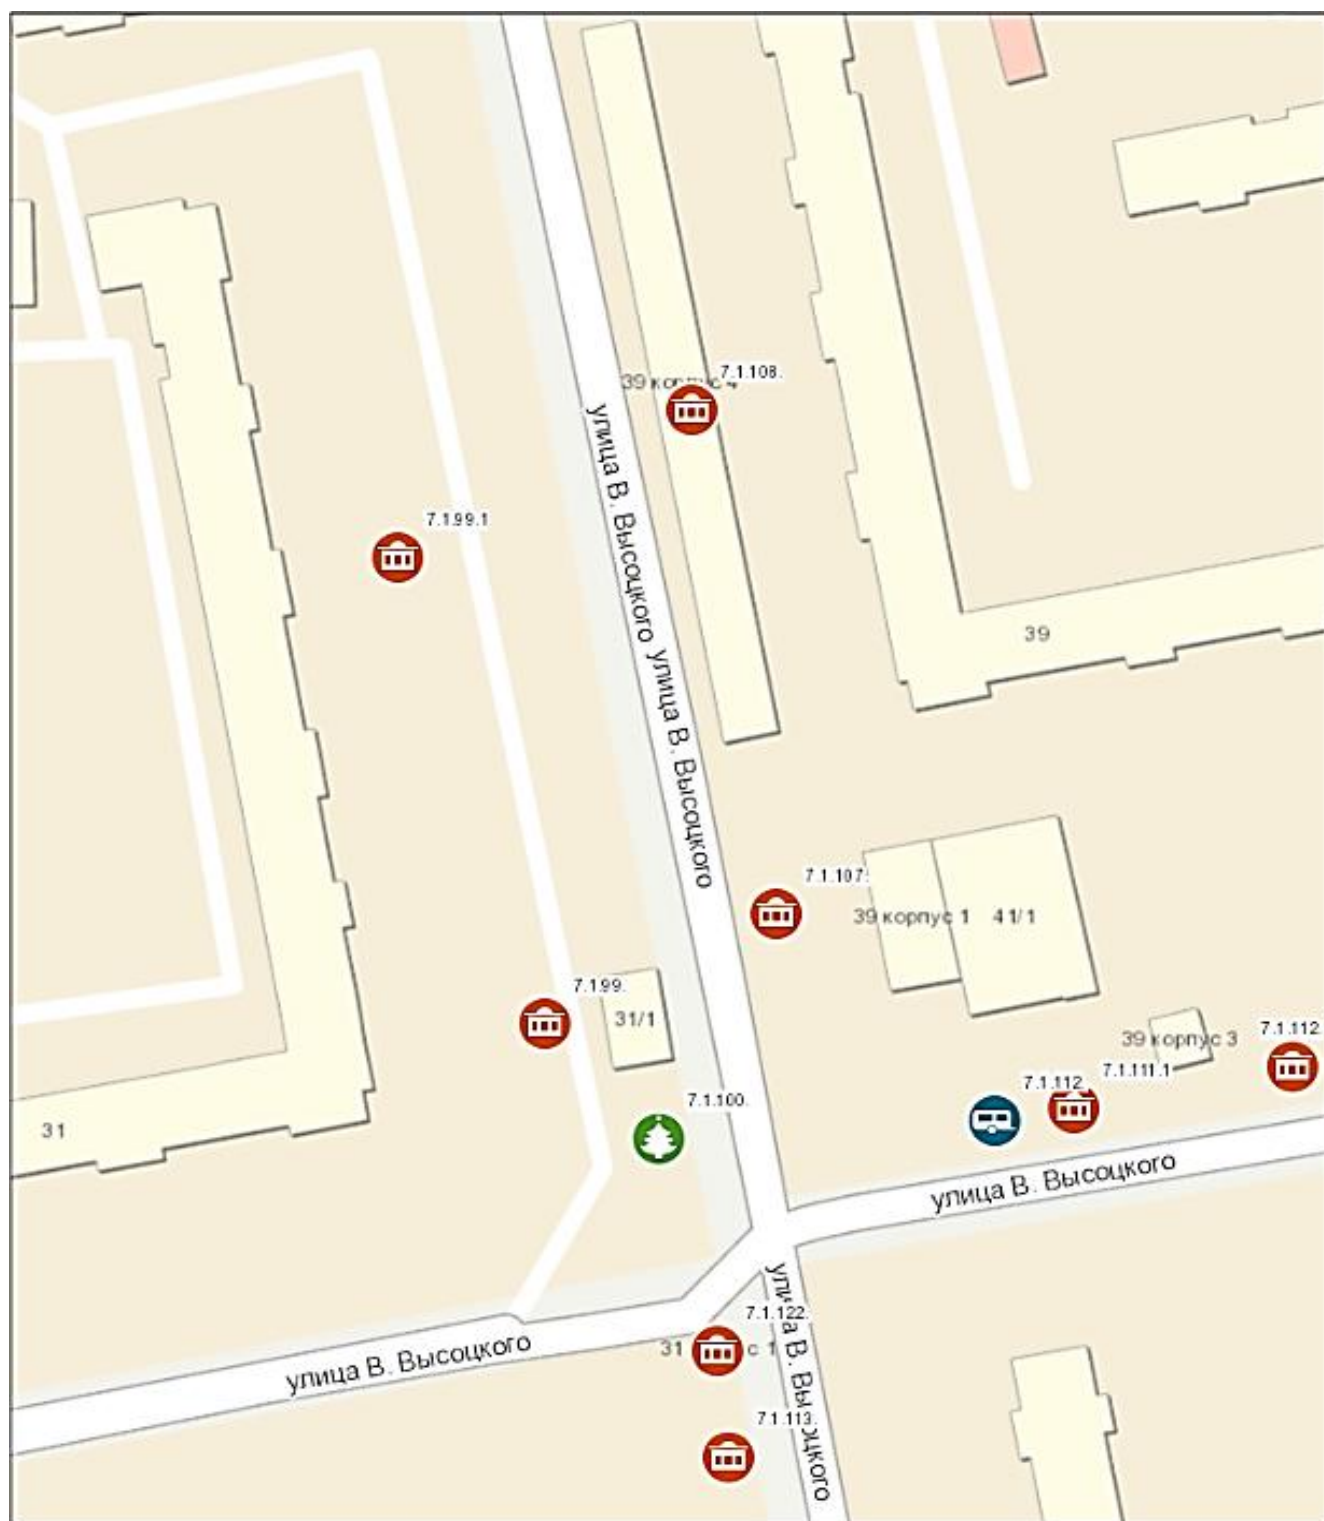 7.1.108.
39 корпус 4
улица В. Высоцкого
7.1.99.1
39
улица В. Высоцкого
7.1.107.
39 корпус 1
41/1
7.1.99.
31/1
7.1.112.
39 корпус 3
7.1.111.1
7.1.112.
7.1.100.
31
улица В. Высоцкого
улица В. Высоцкого
7.1.122.
31 с 1
улица В. Высоцкого
7.1.113.